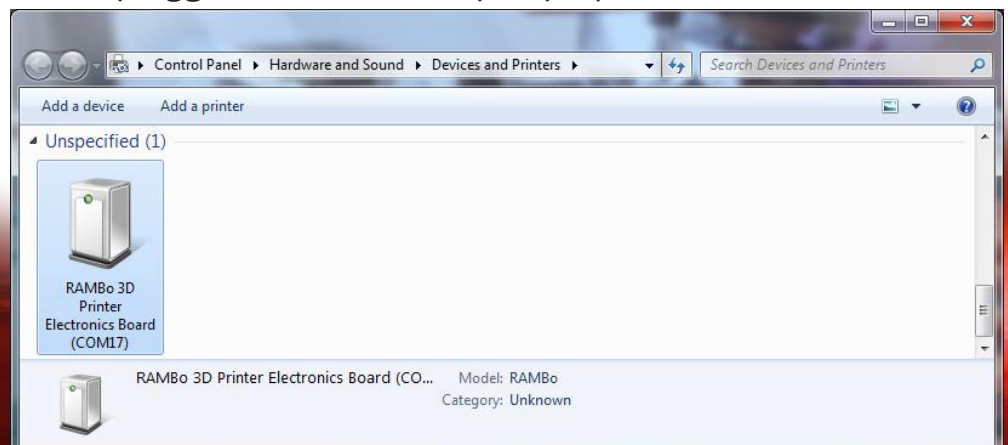 Control Panel ▸ Hardware and Sound ▸ Devices and Printers ▸
Search Devices and Printers
Add a device Add a printer
Unspecified (1)
RAMBo 3D
Printer
Electronics Board
(COM17)
RAMBo 3D Printer Electronics Board (CO... Model: RAMBo
Category: Unknown